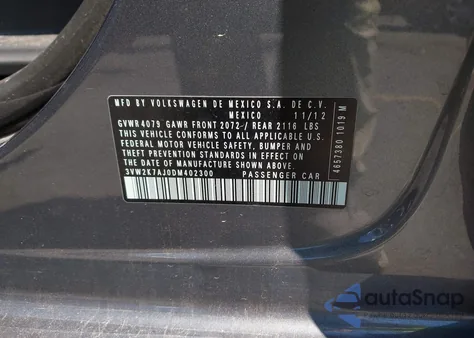 MFD BY VOLKSWAGEN DE MEXICO S.A. DE C.V.
MEXICO 11/12
GVWR4079 GAWR FRONT 2072-/ REAR 2116 LBS
THIS VEHICLE CONFORMS TO ALL APPLICABLE U.S.
FEDERAL MOTOR VEHICLE SAFETY, BUMPER AND
THEFT PREVENTION STANDARDS IN EFFECT ON THE
DATE OF MANUFACTURE SHOWN ABOVE.
3VW2K7AJ0DM402300 PASSENGER CAR
4657380 1019 M
autoSnap